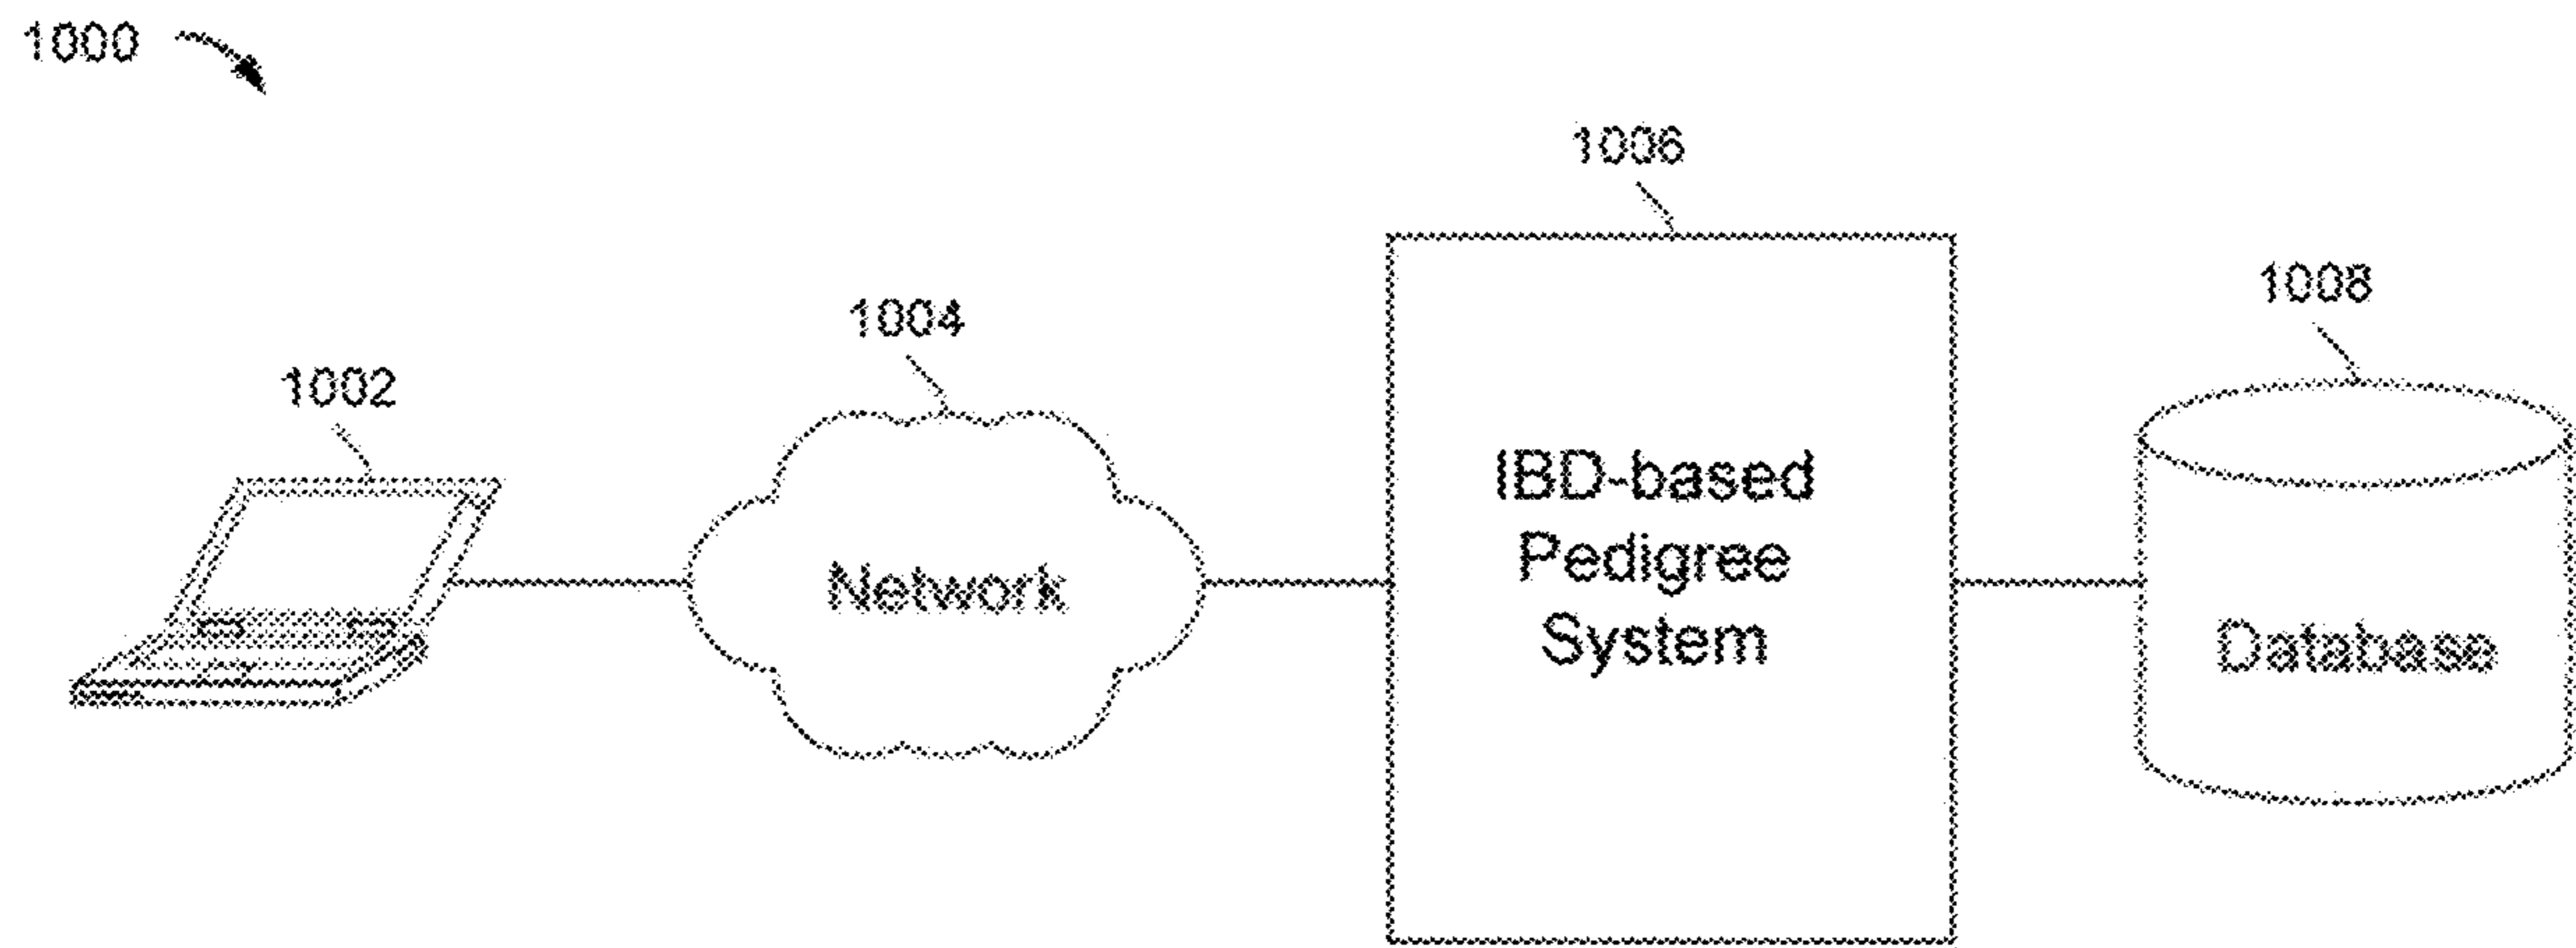 1000
1006
1008
1004
1002
IBD-based
Pedigree
System
Network
Database